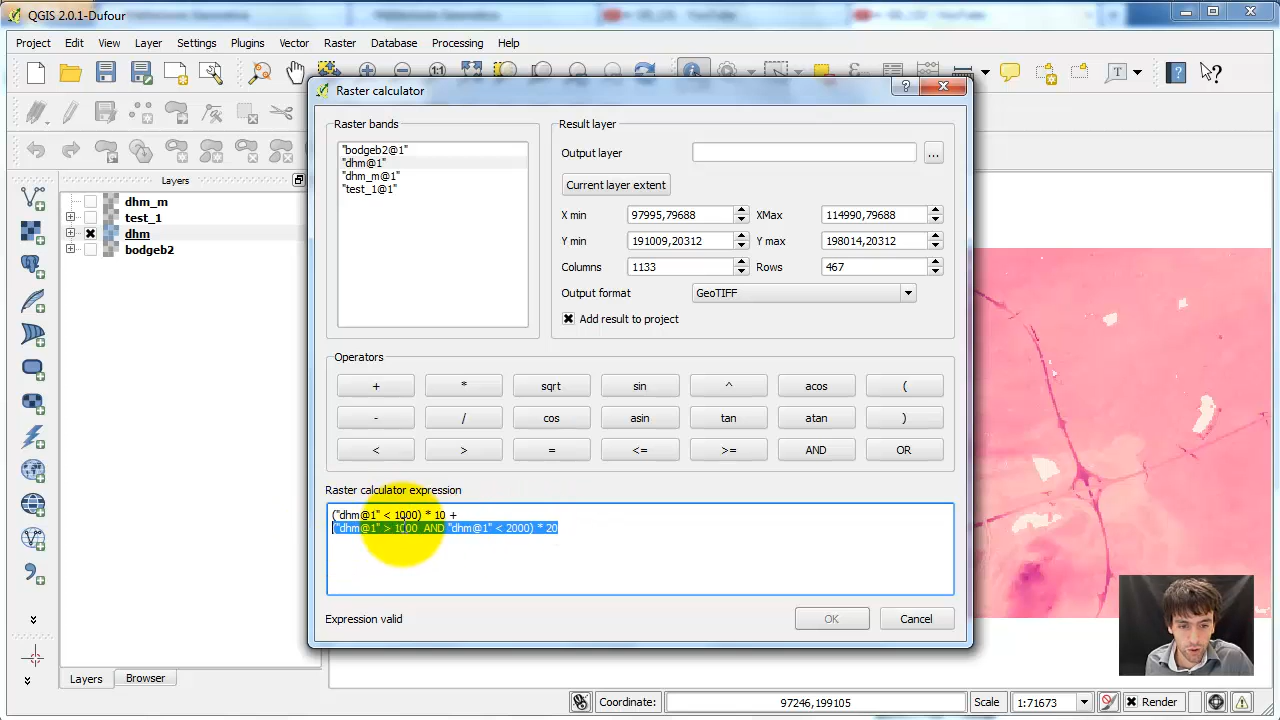 QGIS 2.0.1-Dufour
Project Edit View Layer Settings Plugins Vector Raster Database Processing Help
Raster calculator
Layers
dhm_m
test_1
dhm
bodgeb2
Raster bands
"bodgeb2@1"
"dhm@1"
"dhm_m@1"
"test_1@1"
Result layer
Output layer
...
Current layer extent
X min 97995,79688 XMax 114990,79688
Y min 191009,20312 Y max 198014,20312
Columns 1133 Rows 467
Output format GeoTIFF
Add result to project
Operators
+ * sqrt sin ^ acos (
- / cos asin tan atan )
< > = <= >= AND OR
Raster calculator expression
("dhm@1" < 1000) * 10 +
("dhm@1" > 1000 AND "dhm@1" < 2000) * 20
Expression valid
OK Cancel
Layers Browser
Coordinate: 97246,199105 Scale 1:71673 Render